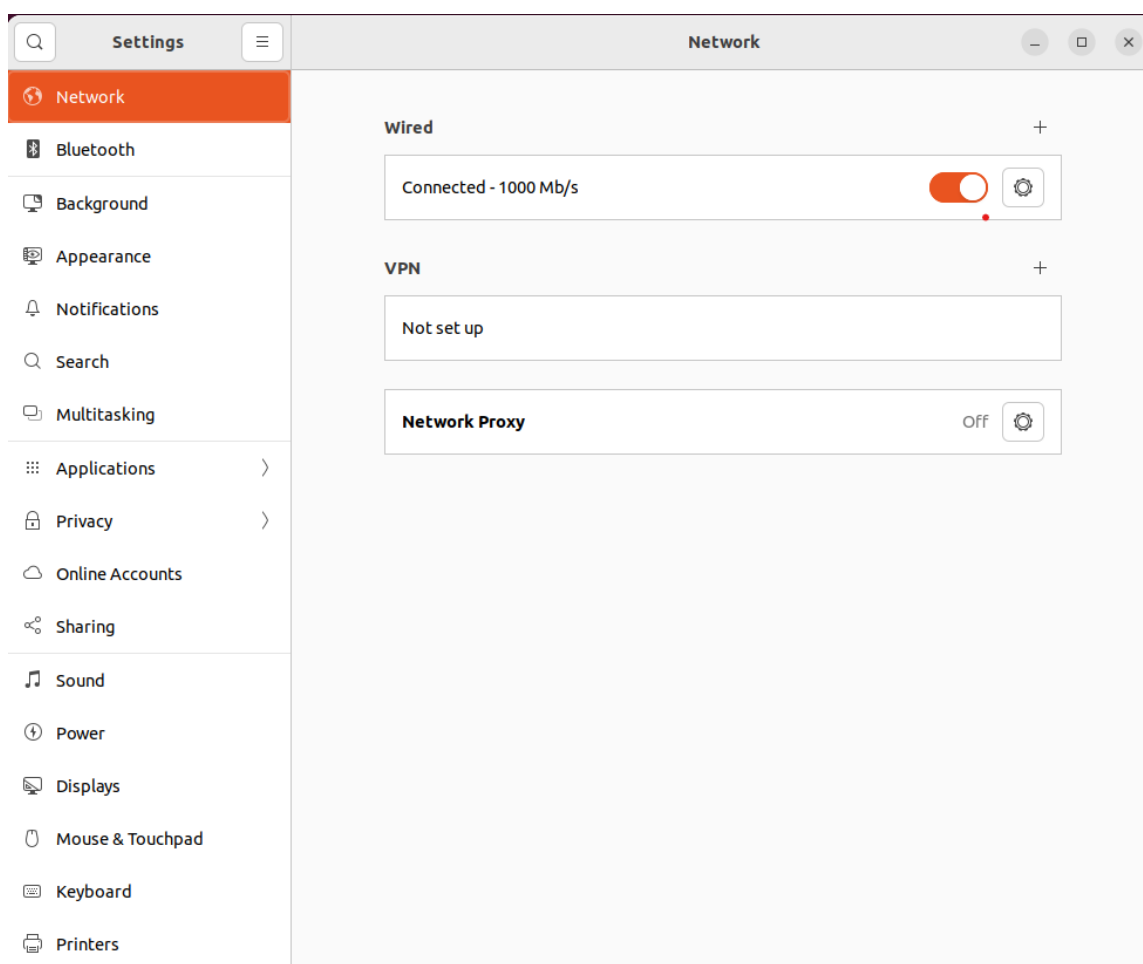 Settings
Network
Network
Bluetooth
Background
Appearance
Notifications
Search
Multitasking
Applications
Privacy
Online Accounts
Sharing
Sound
Power
Displays
Mouse & Touchpad
Keyboard
Printers
Wired
Connected - 1000 Mb/s
VPN
Not set up
Network Proxy
Off